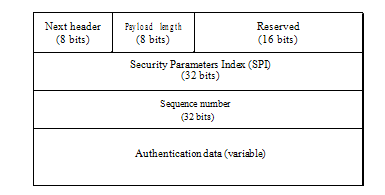 Next header Payload length Reserved
(8 bits) (8 bits) (16 bits)
Security Parameters Index (SPI)
(32 bits)
Sequence number
(32 bits)
Authentication data (variable)